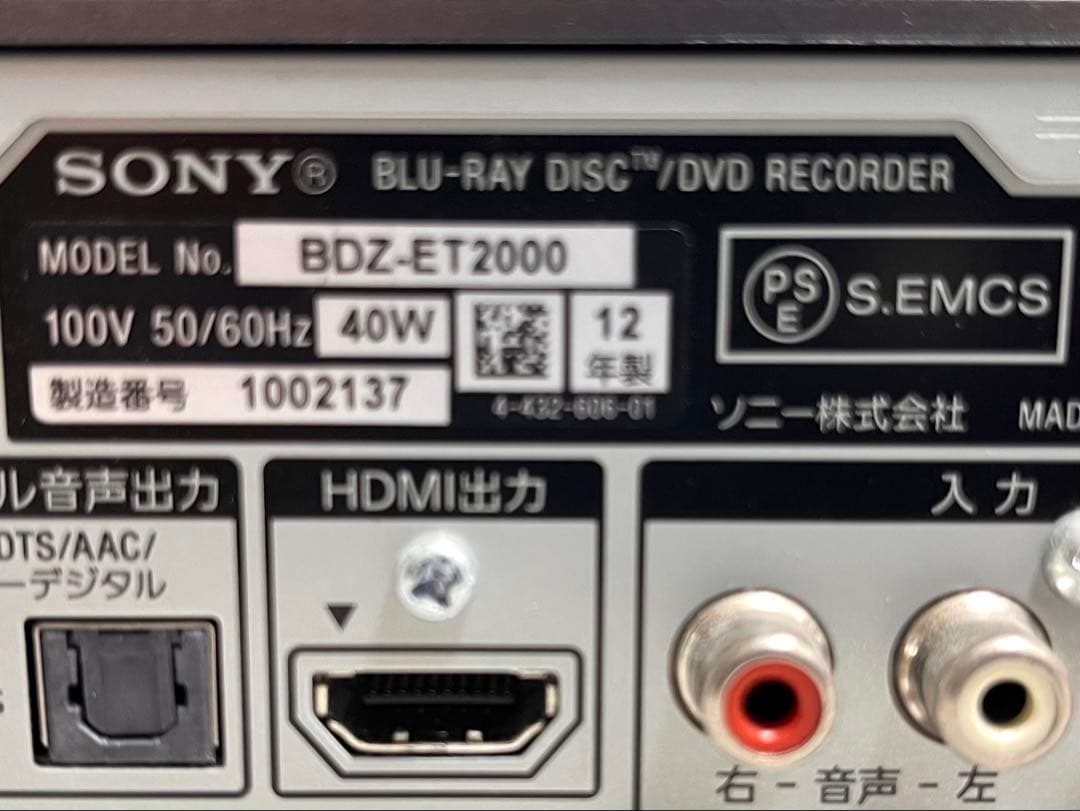 SONY® BLU-RAY DISC™/DVD RECORDER
MODEL No. BDZ-ET2000
100V 50/60Hz 40W
12
年製
製造番号 1002137
4-432-606-01
PSE S.EMCS
ソニー株式会社 MAD
ル音声出力
DTS/AAC/
ーデジタル
HDMI出力
入力
右 - 音声 - 左